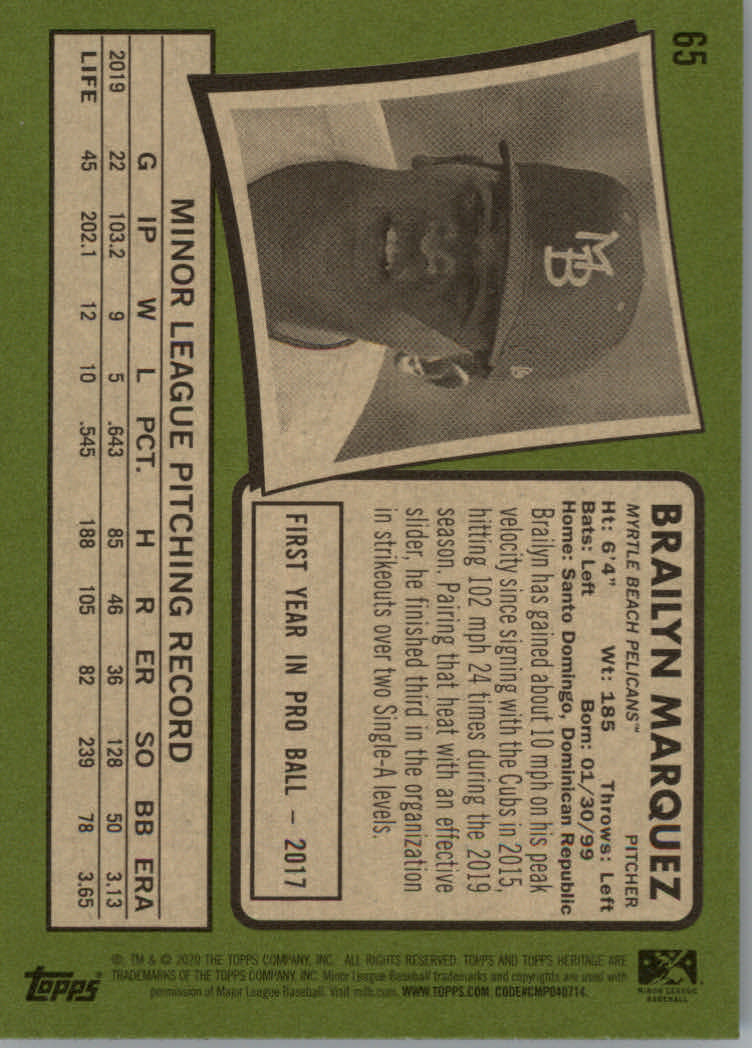 65
MB
BRAILYN MARQUEZ
MYRTLE BEACH PELICANS™ PITCHER
Ht: 6'4" Wt: 185 Throws: Left
Bats: Left Born: 01/30/99
Home: Santo Domingo, Dominican Republic
Brailyn has gained about 10 mph on his peak
velocity since signing with the Cubs in 2015,
hitting 102 mph 24 times during the 2019
season. Pairing that heat with an effective
slider, he finished third in the organization
in strikeouts over two Single-A levels.
FIRST YEAR IN PRO BALL – 2017
MINOR LEAGUE PITCHING RECORD
G IP W L PCT. H R ER SO BB ERA
2019 22 103.2 9 5 .643 85 46 36 128 50 3.13
LIFE 45 202.1 12 10 .545 188 105 82 239 78 3.65
MINOR LEAGUE
BASEBALL
®, TM & © 2020 THE TOPPS COMPANY, INC. ALL RIGHTS RESERVED. TOPPS AND TOPPS HERITAGE ARE
TRADEMARKS OF THE TOPPS COMPANY, INC. Minor League Baseball trademarks and copyrights are used with
permission of Major League Baseball. Visit milb.com. WWW.TOPPS.COM. CODE#CMP040714.
topps®